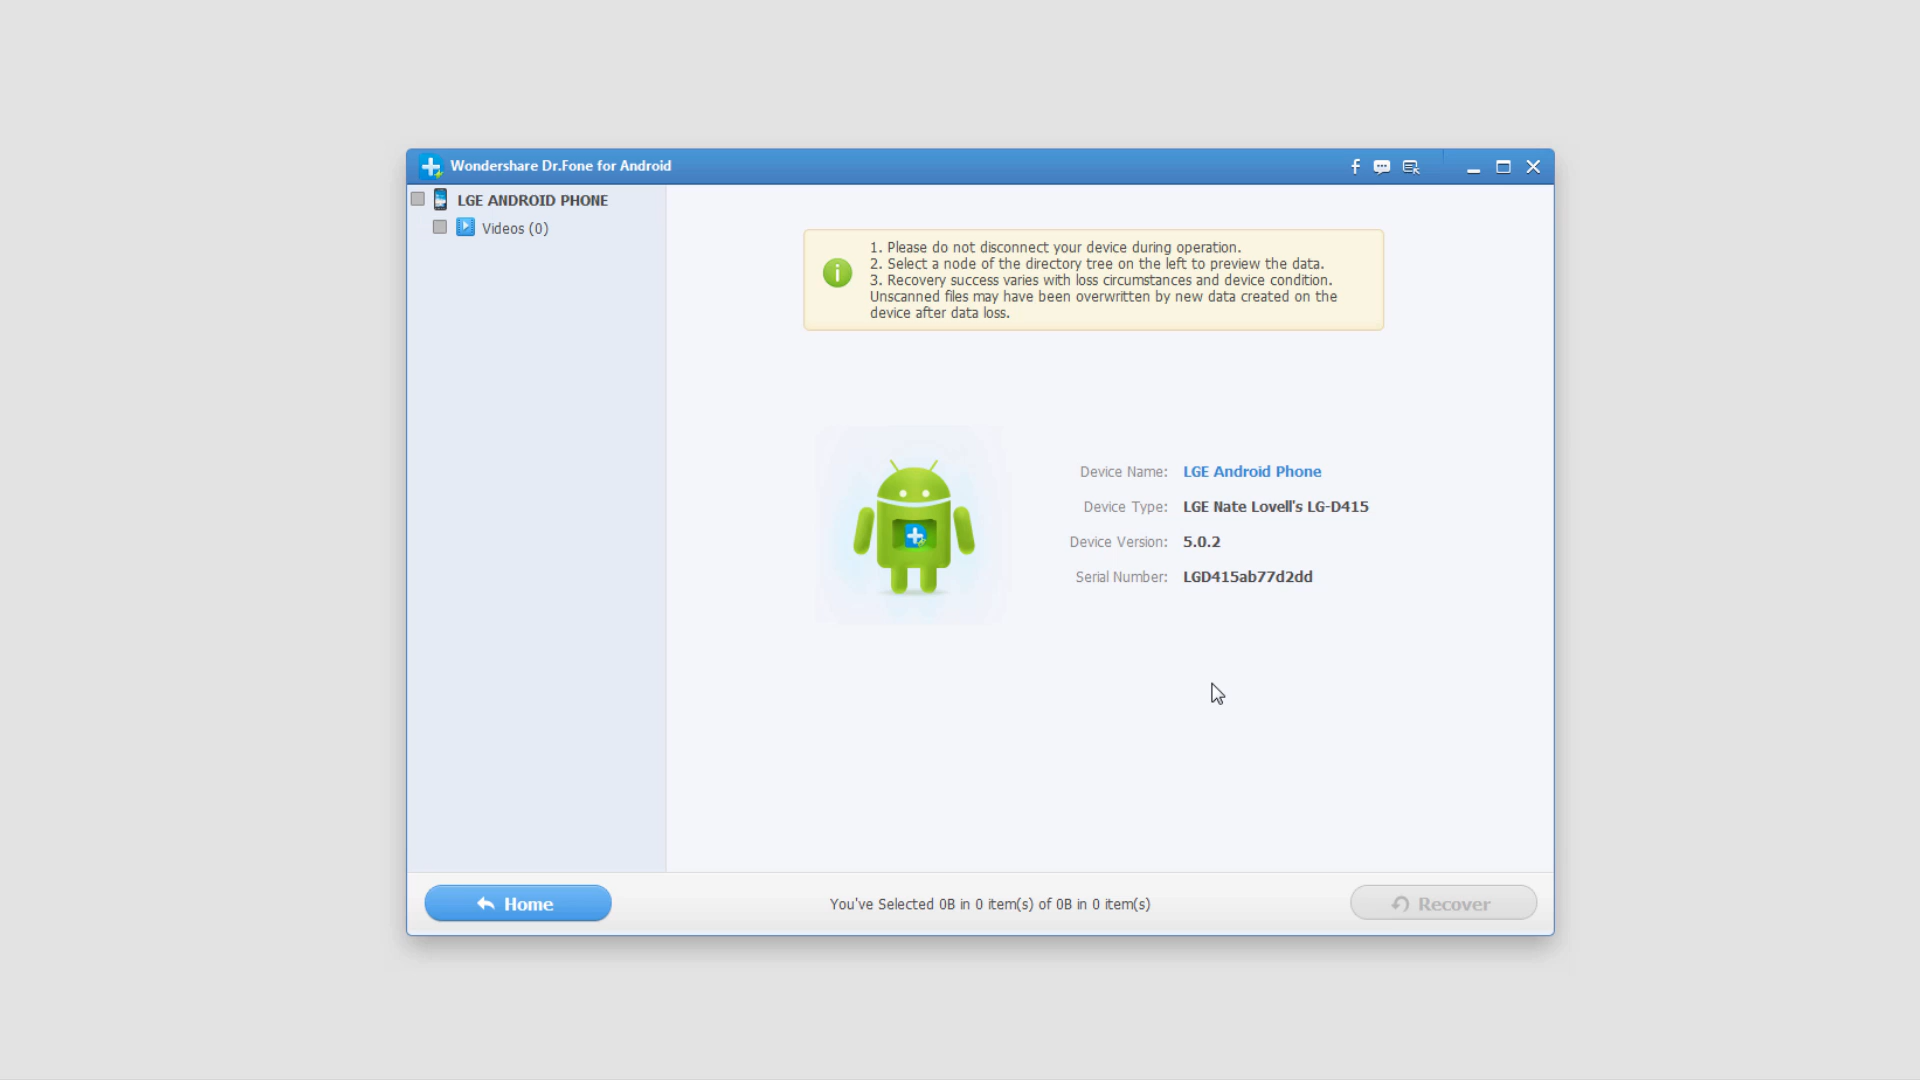 Wondershare Dr.Fone for Android
LGE ANDROID PHONE
Videos (0)
1. Please do not disconnect your device during operation.
2. Select a node of the directory tree on the left to preview the data.
3. Recovery success varies with loss circumstances and device condition.
Unscanned files may have been overwritten by new data created on the
device after data loss.
Device Name: LGE Android Phone
Device Type: LGE Nate Lovell's LG-D415
Device Version: 5.0.2
Serial Number: LGD415ab77d2dd
Home
You've Selected 0B in 0 item(s) of 0B in 0 item(s)
Recover